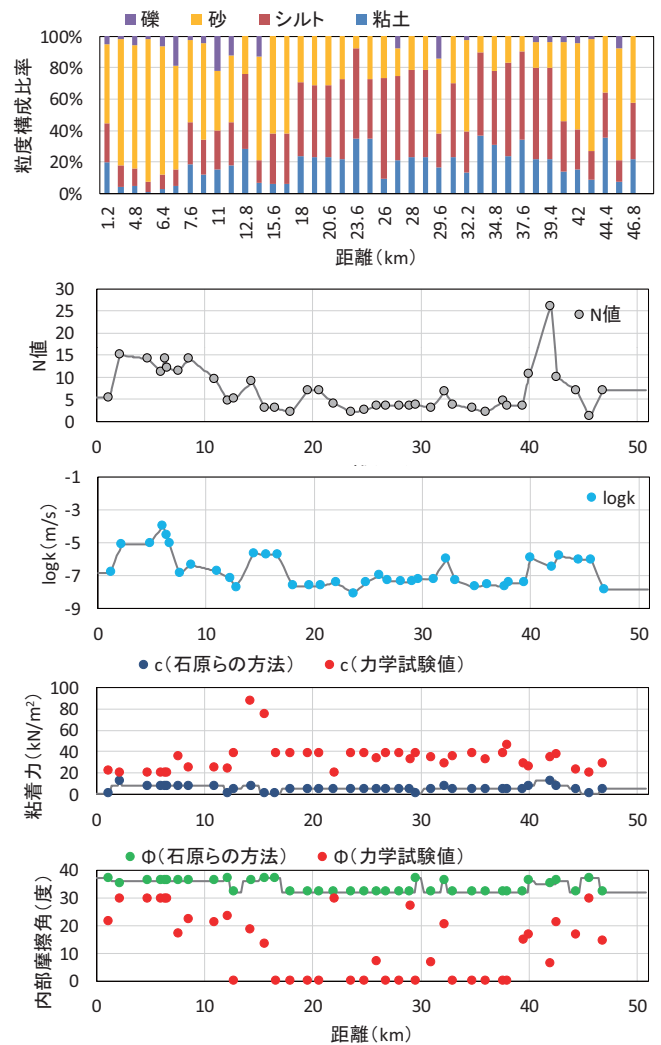 礫 砂 シルト 粘土
100%
80%
60%
40%
20%
0%
粒度構成比率
1.2 4.8 6.4 7.6 11 12.8 15.6 18 20.6 23.6 26 28 29.6 32.2 34.8 37.6 39.4 42 44.4 46.8
距離（km）
30
25
20
15
10
5
0
N値
N値
0 10 20 30 40 50
-1
-3
-5
-7
-9
logk(m/s)
logk
0 10 20 30 40 50
c（石原らの方法） c（力学試験値）
100
80
60
40
20
0
粘着力（kN/m²）
0 10 20 30 40 50
Φ（石原らの方法） Φ（力学試験値）
40
30
20
10
0
内部摩擦角（度）
0 10 20 30 40 50
距離（km）